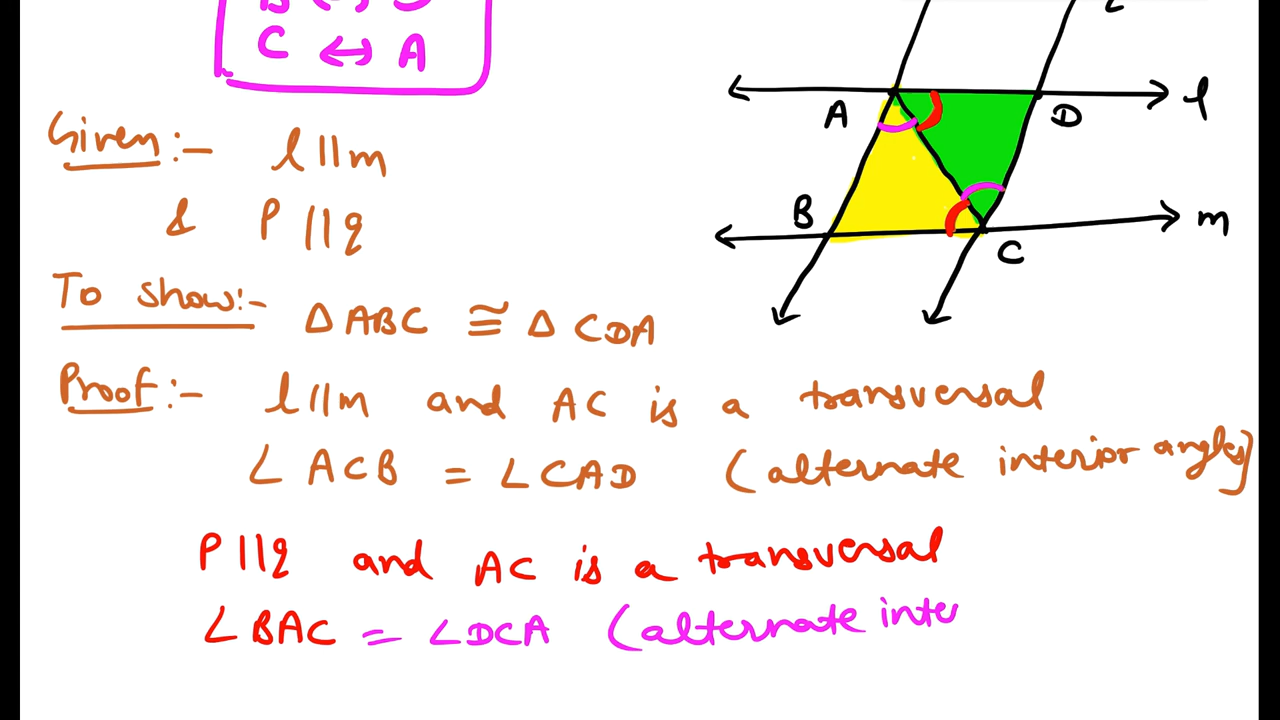 C ↔ A
l
A
D
B
m
C
Given:- l || m
& P || q
To show:- Δ ABC ≅ Δ CDA
Proof:- l || m and AC is a transversal
∠ ACB = ∠ CAD (alternate interior angles)
P || q and AC is a transversal
∠ BAC = ∠ DCA (alternate inte